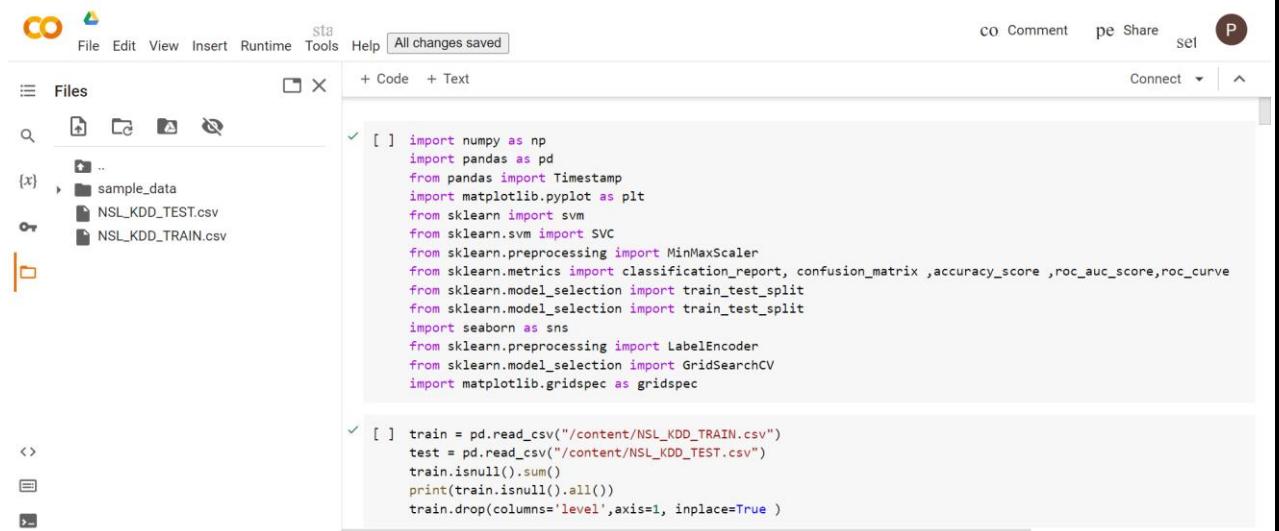 sta
File Edit View Insert Runtime Tools Help All changes saved
co Comment pe Share set P
Files
+ Code + Text
Connect
{x}
..
sample_data
NSL_KDD_TEST.csv
NSL_KDD_TRAIN.csv
[ ] import numpy as np
import pandas as pd
from pandas import Timestamp
import matplotlib.pyplot as plt
from sklearn import svm
from sklearn.svm import SVC
from sklearn.preprocessing import MinMaxScaler
from sklearn.metrics import classification_report, confusion_matrix ,accuracy_score ,roc_auc_score,roc_curve
from sklearn.model_selection import train_test_split
from sklearn.model_selection import train_test_split
import seaborn as sns
from sklearn.preprocessing import LabelEncoder
from sklearn.model_selection import GridSearchCV
import matplotlib.gridspec as gridspec
[ ] train = pd.read_csv("/content/NSL_KDD_TRAIN.csv")
test = pd.read_csv("/content/NSL_KDD_TEST.csv")
train.isnull().sum()
print(train.isnull().all())
train.drop(columns='level',axis=1, inplace=True )